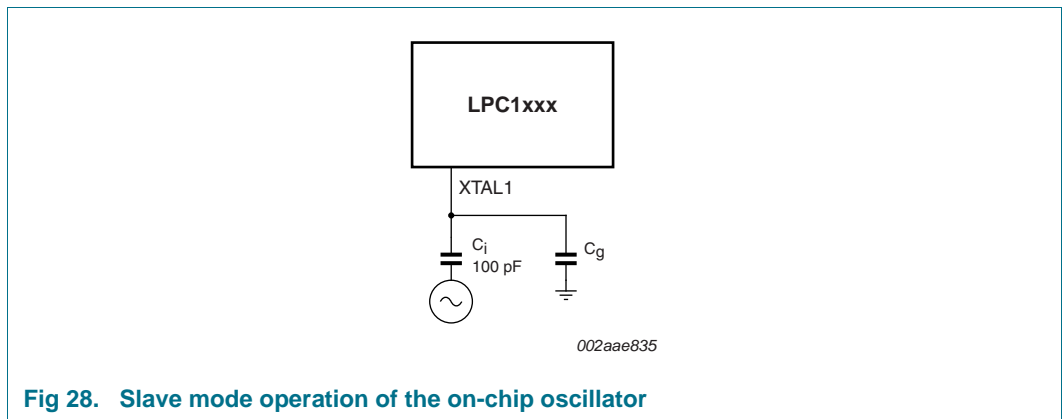 LPC1xxx
XTAL1
Ci
100 pF
Cg
002aae835
Fig 28. Slave mode operation of the on-chip oscillator